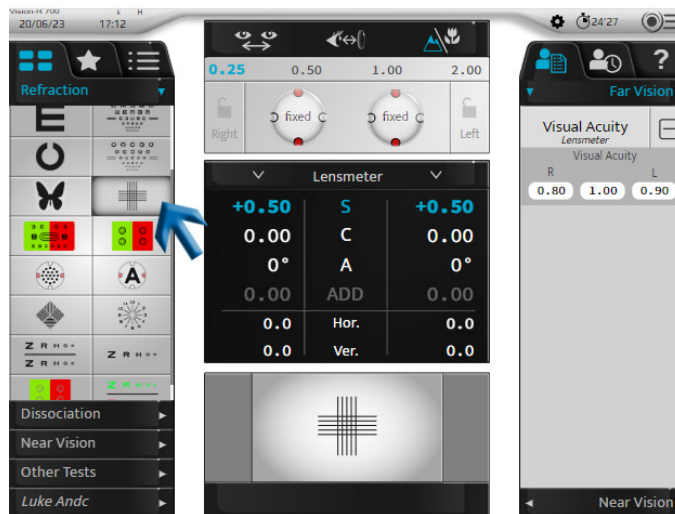 Vision-R 700
20/06/23 17:12
24'27
Refraction
Far Vision
?
0.25 0.50 1.00 2.00
Right fixed fixed Left
Visual Acuity
Lensmeter
Visual Acuity
R L
0.80 1.00 0.90
Lensmeter
+0.50 S +0.50
0.00 C 0.00
0° A 0°
0.00 ADD 0.00
0.0 Hor. 0.0
0.0 Ver. 0.0
E
A
Z R H
Z R H
Z R H
Dissociation
Near Vision
Other Tests
Luke Andc
Near Vision